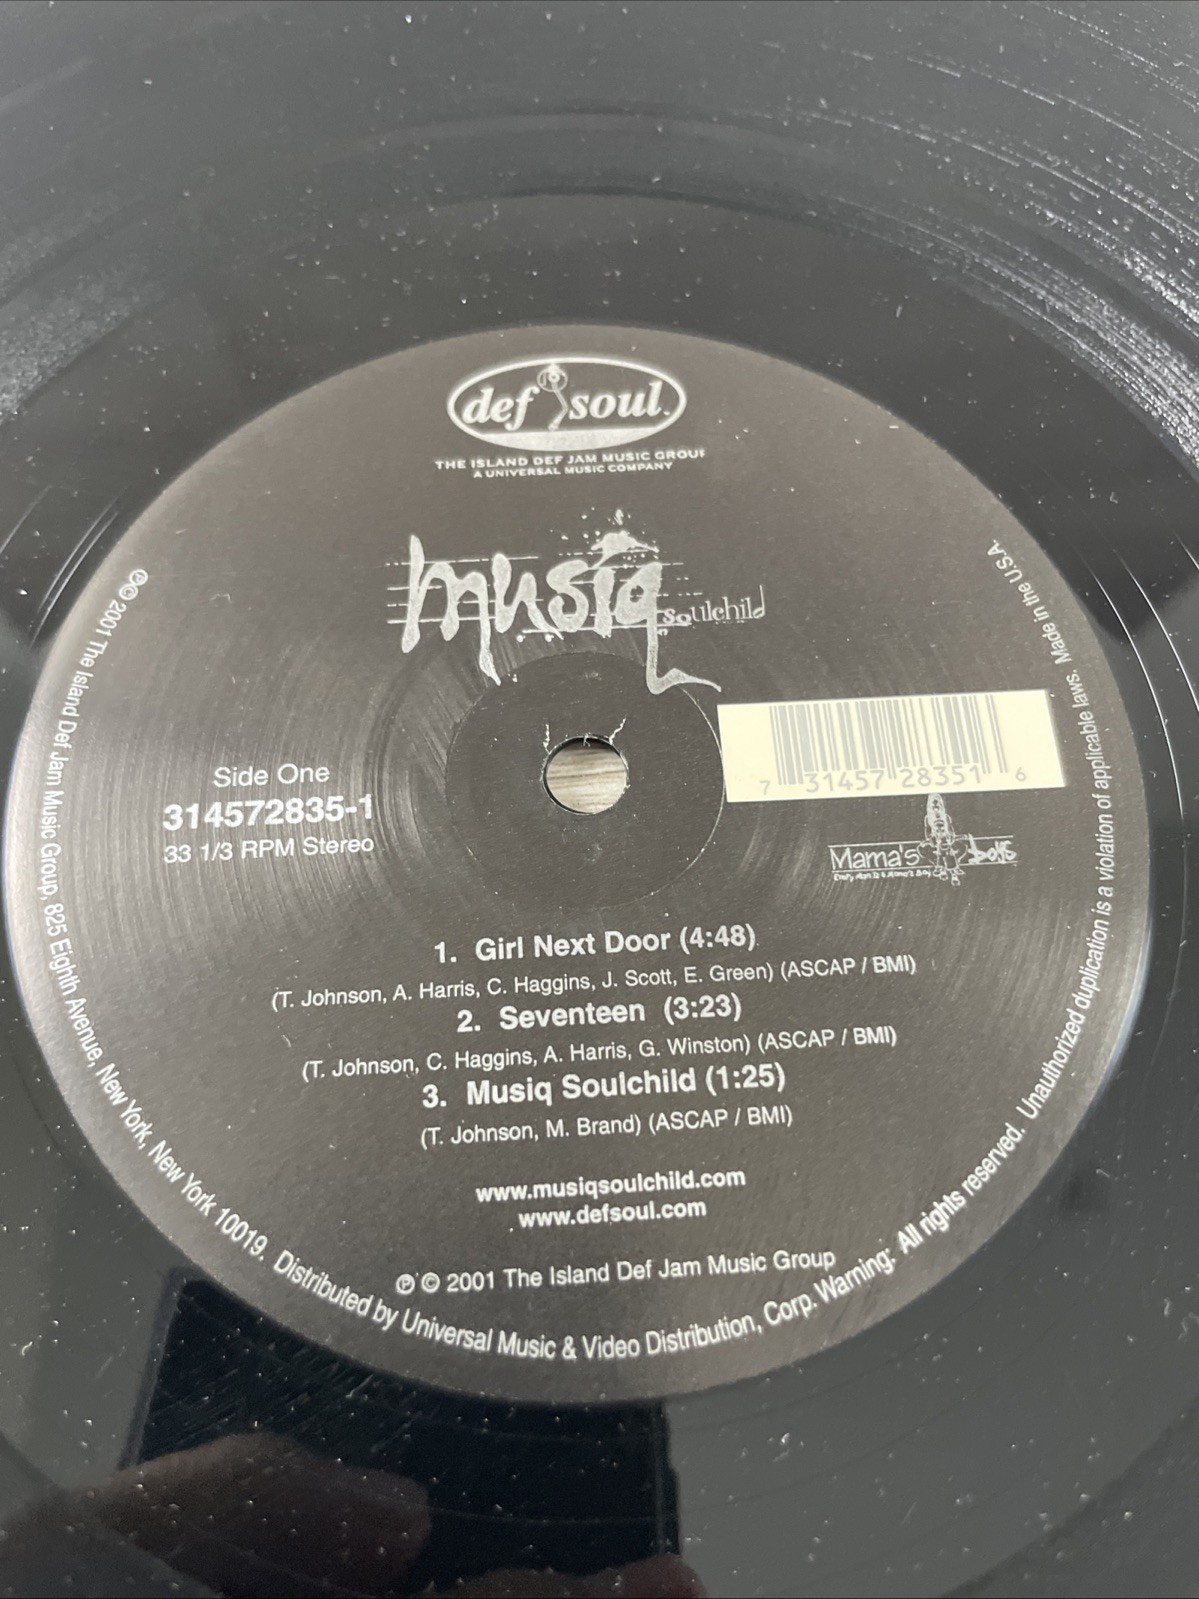 def soul.
THE ISLAND DEF JAM MUSIC GROUP
A UNIVERSAL MUSIC COMPANY
musiq soulchild
Side One
314572835-1
33 1/3 RPM Stereo
7 31457 28351 6
Mama's boys
1. Girl Next Door (4:48)
(T. Johnson, A. Harris, C. Haggins, J. Scott, E. Green) (ASCAP / BMI)
2. Seventeen (3:23)
(T. Johnson, C. Haggins, A. Harris, G. Winston) (ASCAP / BMI)
3. Musiq Soulchild (1:25)
(T. Johnson, M. Brand) (ASCAP / BMI)
www.musiqsoulchild.com
www.defsoul.com
℗ © 2001 The Island Def Jam Music Group
℗© 2001 The Island Def Jam Music Group, 825 Eighth Avenue, New York, New York 10019. Distributed by Universal Music & Video Distribution, Corp. Warning: All rights reserved. Unauthorized duplication is a violation of applicable laws. Made in the U.S.A.